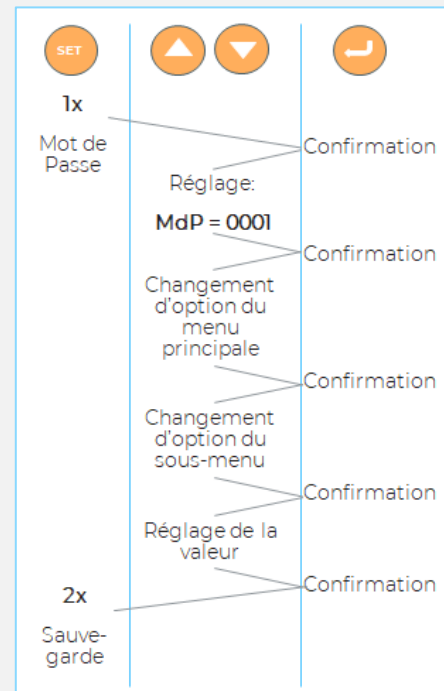 SET
1x
Mot de
Passe
Confirmation
Réglage:
MdP = 0001
Confirmation
Changement
d'option du
menu
principale
Confirmation
Changement
d'option du
sous-menu
Confirmation
Réglage de la
valeur
Confirmation
2x
Sauve-
garde